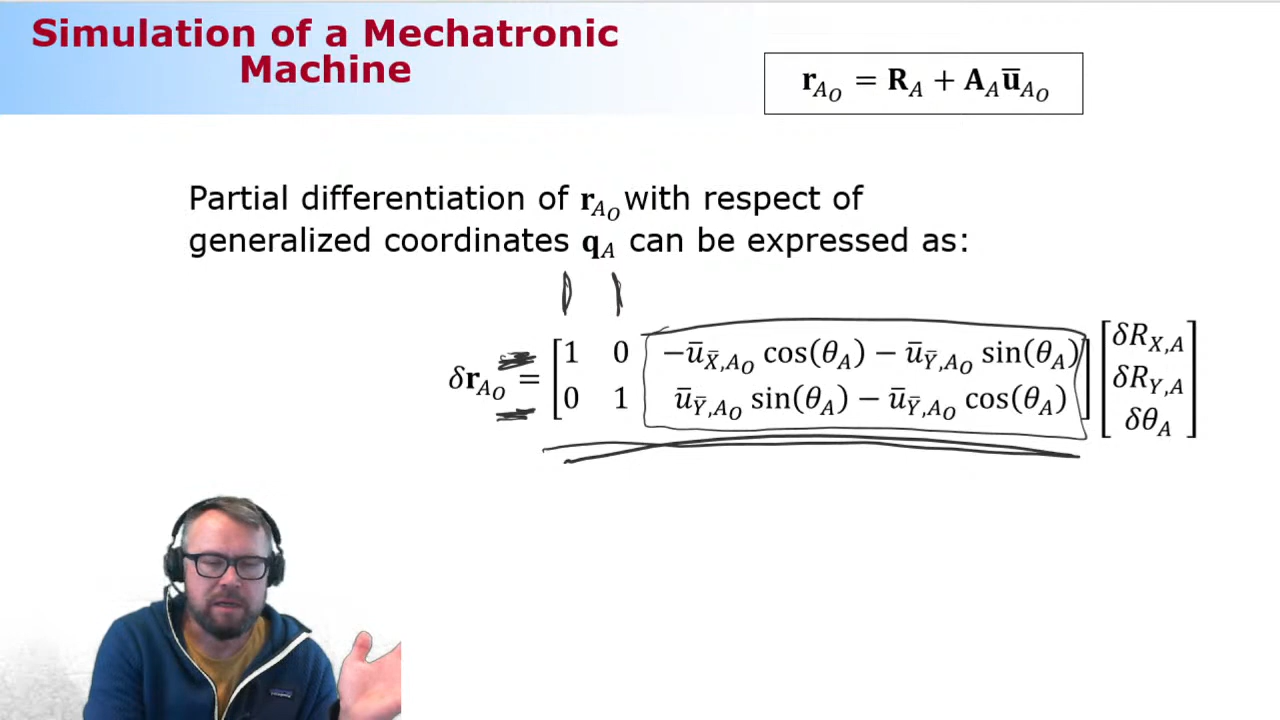 Simulation of a Mechatronic
Machine
r_{A_O} = R_A + A_A ū_{A_O}
Partial differentiation of r_{A_O} with respect of
generalized coordinates q_A can be expressed as:
δr_{A_O} = [1 0 −ū_{X̅,A_O} cos(θ_A) − ū_{Y̅,A_O} sin(θ_A); 0 1 ū_{Y̅,A_O} sin(θ_A) − ū_{Y̅,A_O} cos(θ_A)] [δR_{X,A}; δR_{Y,A}; δθ_A]